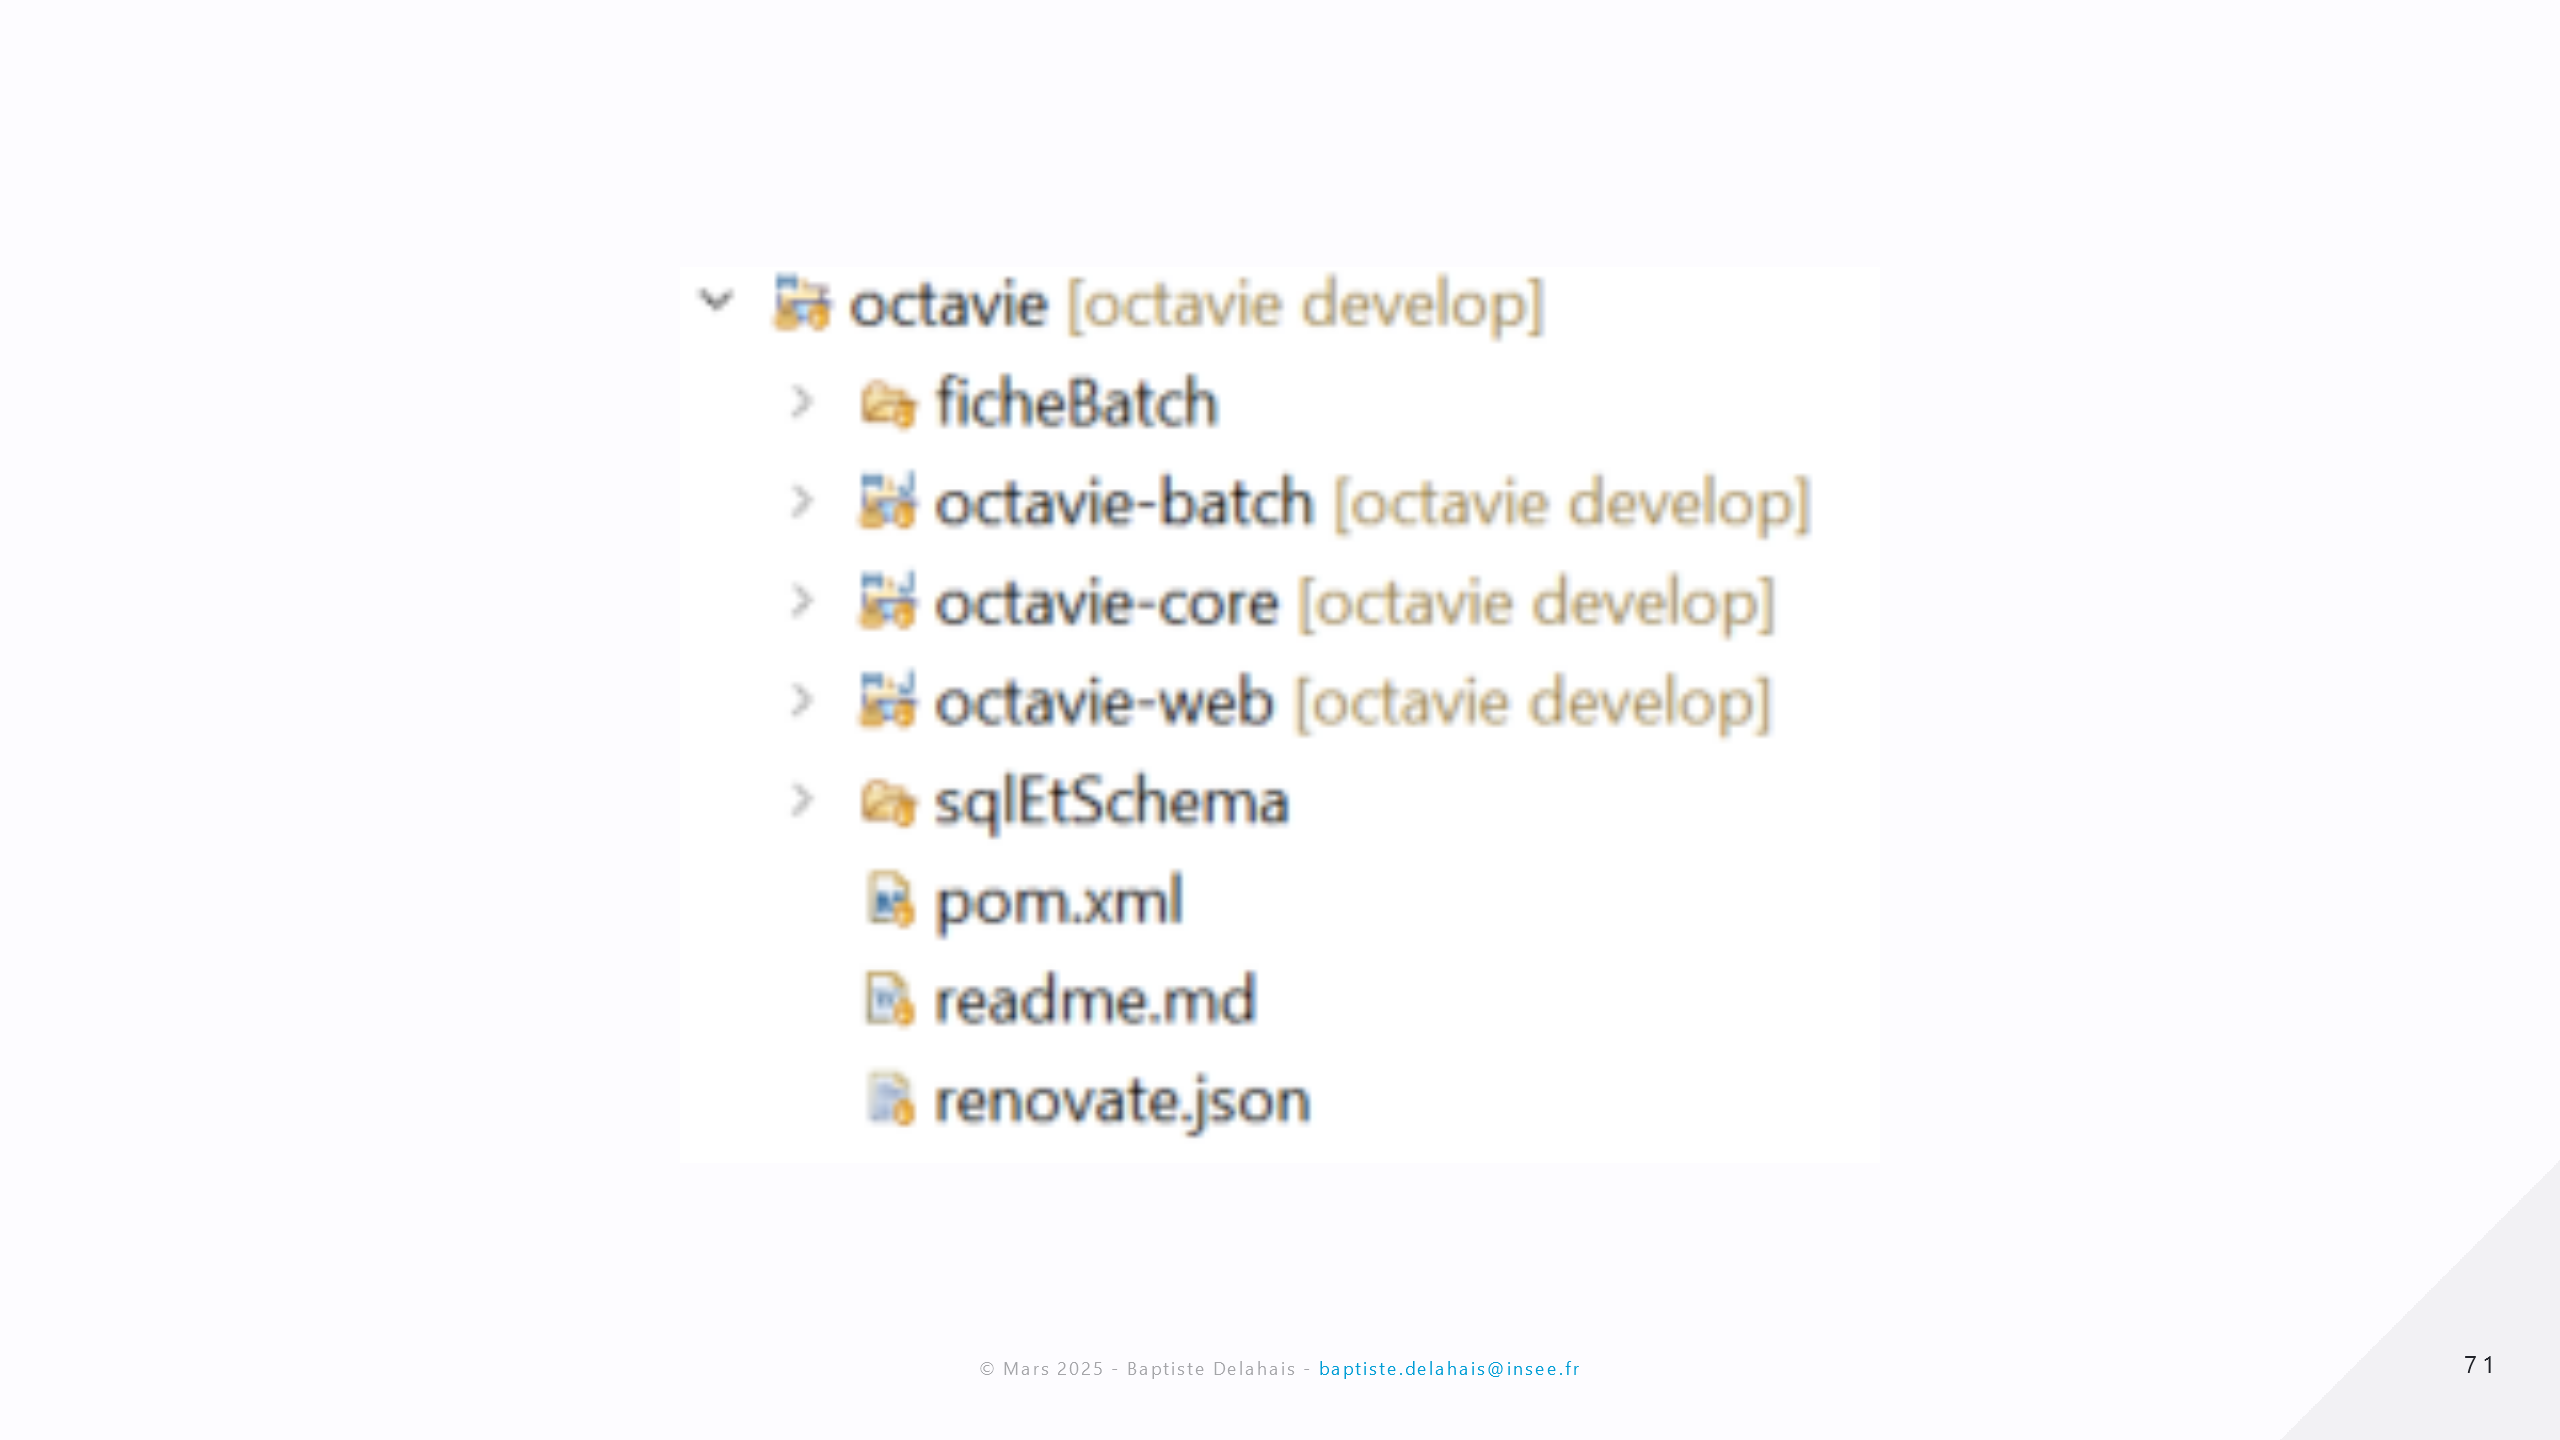 octavie [octavie develop]
ficheBatch
octavie-batch [octavie develop]
octavie-core [octavie develop]
octavie-web [octavie develop]
sqlEtSchema
pom.xml
readme.md
renovate.json
© Mars 2025 - Baptiste Delahais - baptiste.delahais@insee.fr
71